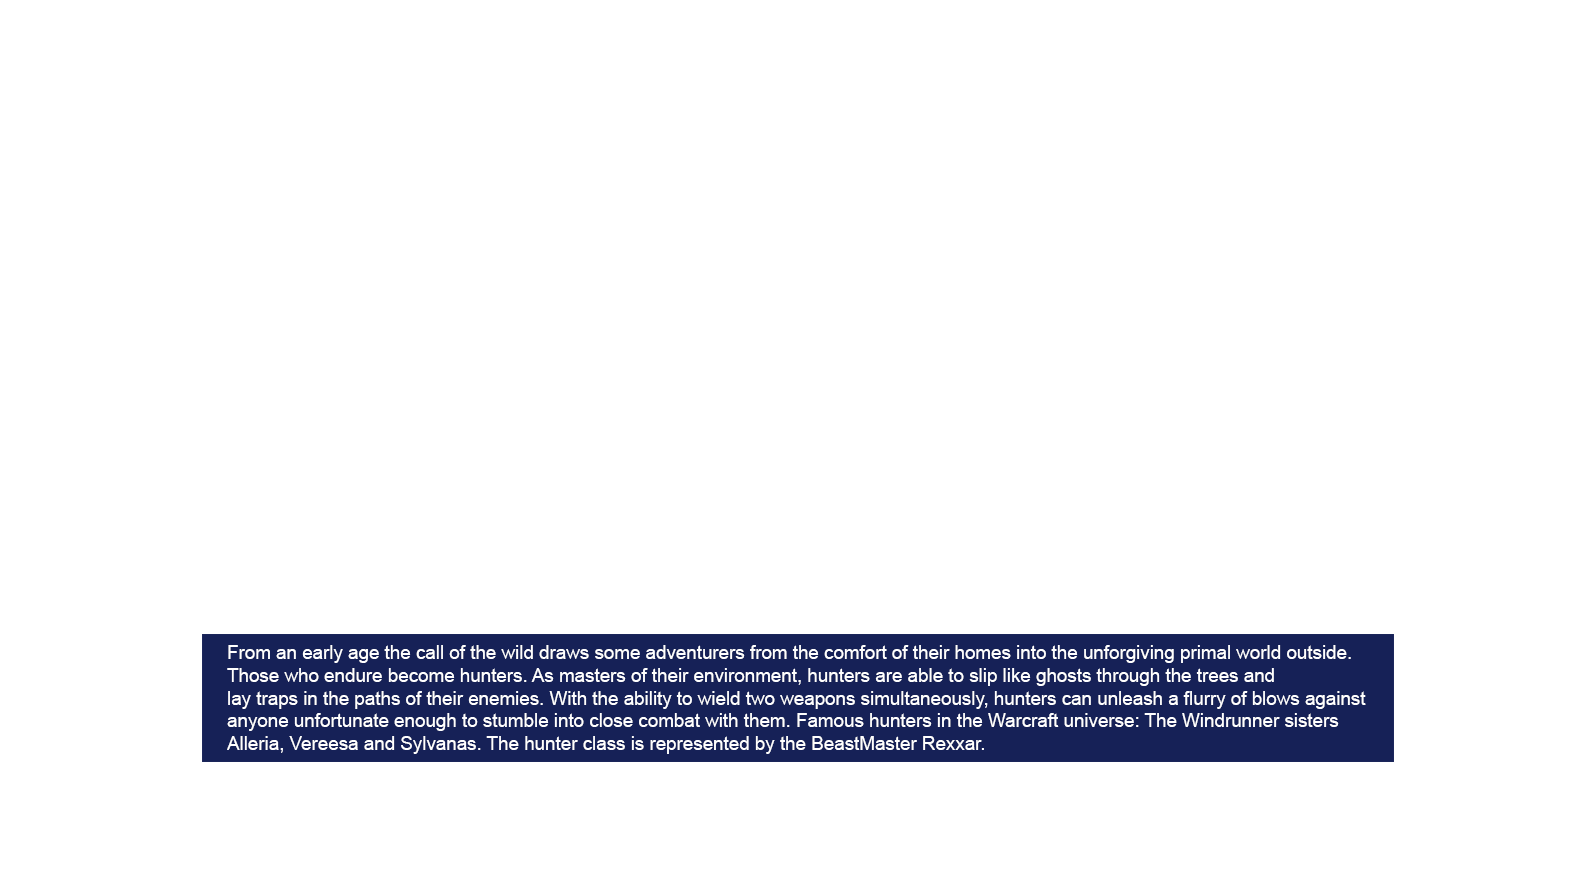 From an early age the call of the wild draws some adventurers from the comfort of their homes into the unforgiving primal world outside.
Those who endure become hunters. As masters of their environment, hunters are able to slip like ghosts through the trees and
lay traps in the paths of their enemies. With the ability to wield two weapons simultaneously, hunters can unleash a flurry of blows against
anyone unfortunate enough to stumble into close combat with them. Famous hunters in the Warcraft universe: The Windrunner sisters
Alleria, Vereesa and Sylvanas. The hunter class is represented by the BeastMaster Rexxar.